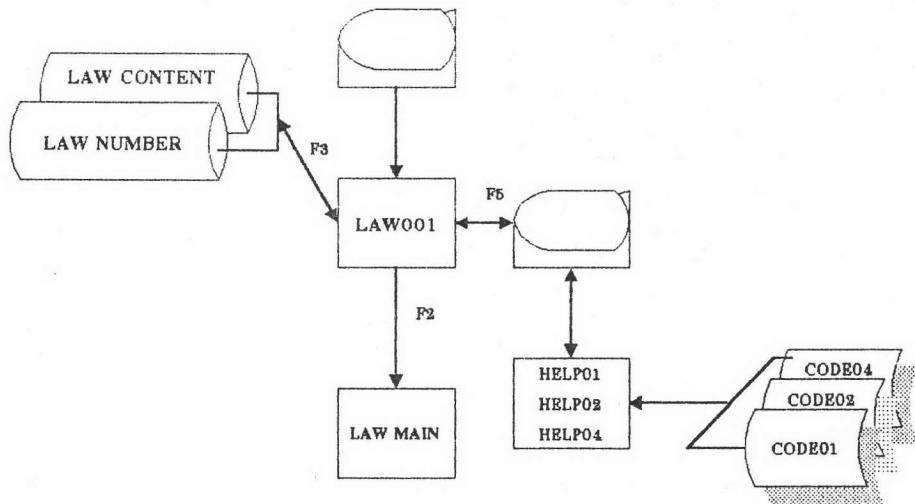 LAW CONTENT
LAW NUMBER
F3
LAW001
F5
F2
LAW MAIN
HELP01
HELP02
HELP04
CODE04
CODE02
CODE01